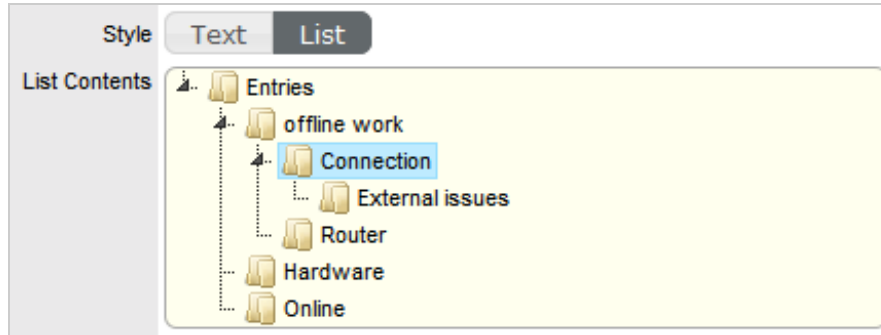 Style Text List
List Contents Entries
offline work
Connection
External issues
Router
Hardware
Online